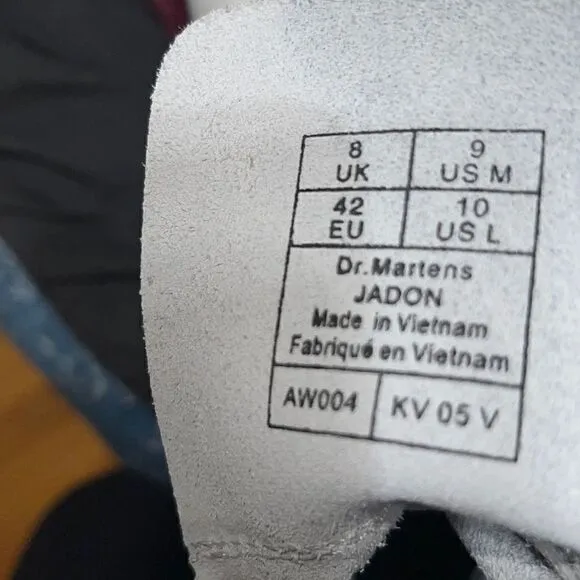 8 UK
9 US M
42 EU
10 US L
Dr.Martens
JADON
Made in Vietnam
Fabriqué en Vietnam
AW004
KV 05 V